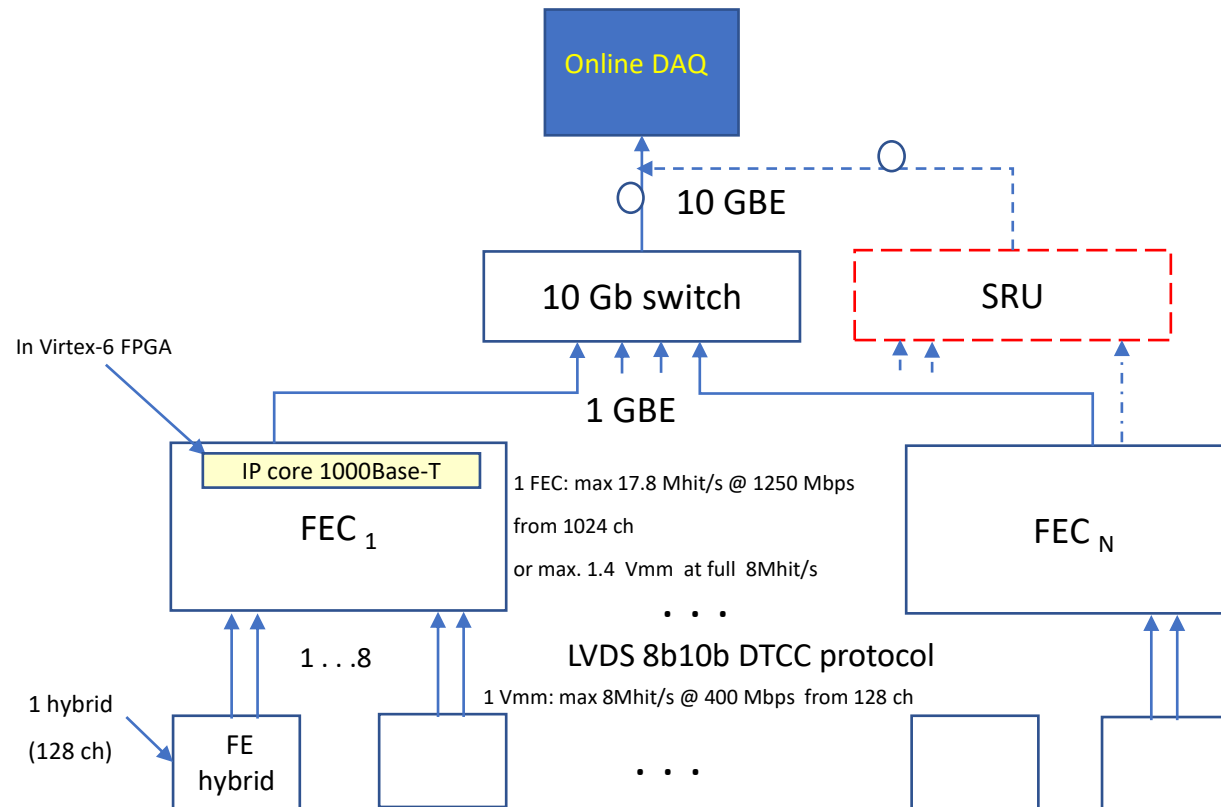 Online DAQ
10 GBE
10 Gb switch
SRU
In Virtex-6 FPGA
1 GBE
IP core 1000Base-T
FEC 1
1 FEC: max 17.8 Mhit/s @ 1250 Mbps
from 1024 ch
or max. 1.4 Vmm at full 8Mhit/s
FEC N
. . .
1 . . .8
LVDS 8b10b DTCC protocol
1 Vmm: max 8Mhit/s @ 400 Mbps from 128 ch
1 hybrid
(128 ch)
FE
hybrid
. . .